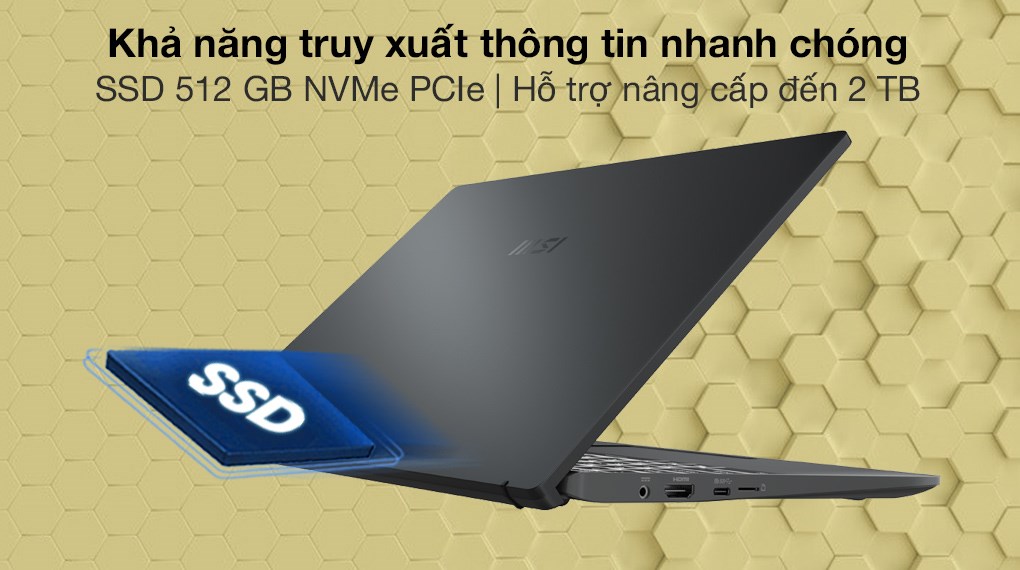 Khả năng truy xuất thông tin nhanh chóng
SSD 512 GB NVMe PCIe | Hỗ trợ nâng cấp đến 2 TB
msi
SSD
HDMI